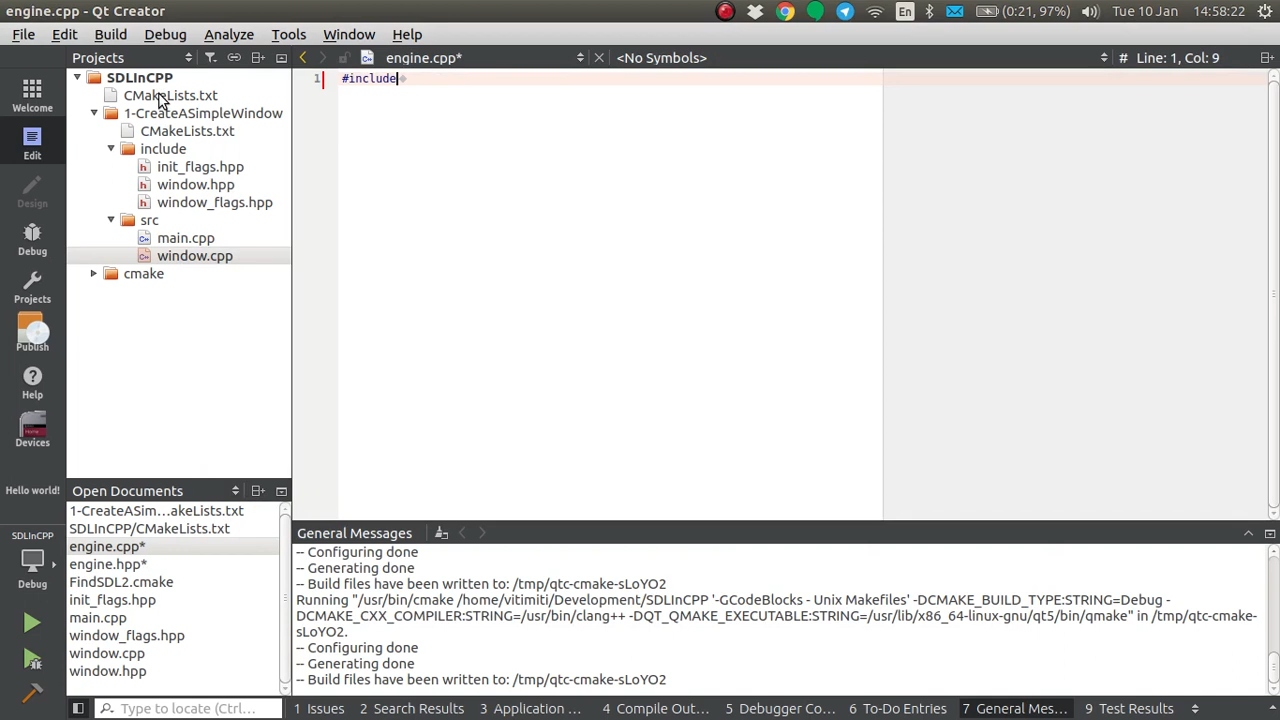 engine.cpp - Qt Creator
En
(0:21, 97%)
Tue 10 Jan
14:58:22
File Edit Build Debug Analyze Tools Window Help
Projects
engine.cpp*
<No Symbols>
# Line: 1, Col: 9
Welcome
Edit
Design
Debug
Projects
Publish
Help
Devices
Hello world!
SDLInCPP
Debug
SDLInCPP
CMakeLists.txt
1-CreateASimpleWindow
CMakeLists.txt
include
init_flags.hpp
window.hpp
window_flags.hpp
src
main.cpp
window.cpp
cmake
1 #include
Open Documents
1-CreateASim...akeLists.txt
SDLInCPP/CMakeLists.txt
engine.cpp*
engine.hpp*
FindSDL2.cmake
init_flags.hpp
main.cpp
window_flags.hpp
window.cpp
window.hpp
General Messages
-- Configuring done
-- Generating done
-- Build files have been written to: /tmp/qtc-cmake-sLoYO2
Running "/usr/bin/cmake /home/vitimiti/Development/SDLInCPP '-GCodeBlocks - Unix Makefiles' -DCMAKE_BUILD_TYPE:STRING=Debug -
DCMAKE_CXX_COMPILER:STRING=/usr/bin/clang++ -DQT_QMAKE_EXECUTABLE:STRING=/usr/lib/x86_64-linux-gnu/qt5/bin/qmake" in /tmp/qtc-cmake-
sLoYO2.
-- Configuring done
-- Generating done
-- Build files have been written to: /tmp/qtc-cmake-sLoYO2
Type to locate (Ctrl...
1 Issues
2 Search Results
3 Application ...
4 Compile Out...
5 Debugger Co...
6 To-Do Entries
7 General Mes...
9 Test Results